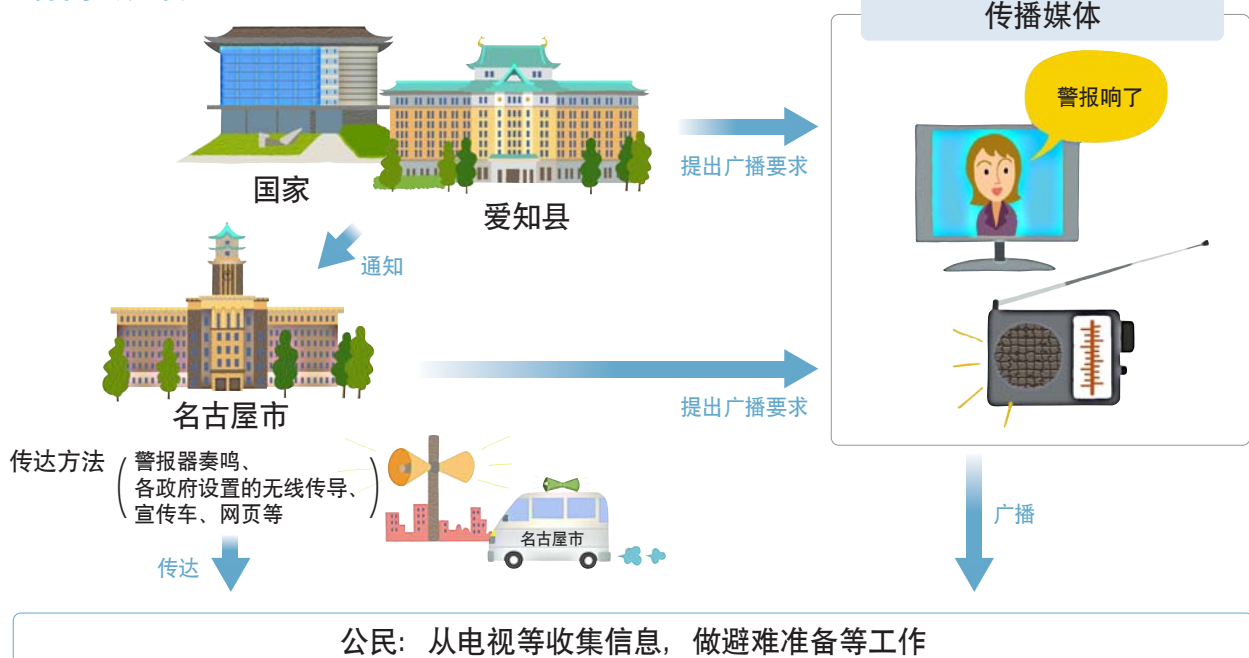 传播媒体
警报响了
提出广播要求
国家
爱知县
通知
名古屋市
提出广播要求
传达方法
警报器奏鸣、
各政府设置的无线传导、
宣传车、网页等
名古屋市
传达
广播
公民：从电视等收集信息，做避难准备等工作